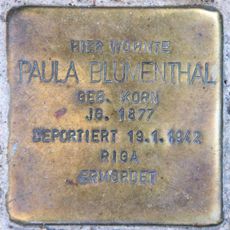 HIER WOHNTE
PAULA BLUMENTHAL
GEB. KORN
JG. 1877
DEPORTIERT 19.1.1942
RIGA
ERMORDET